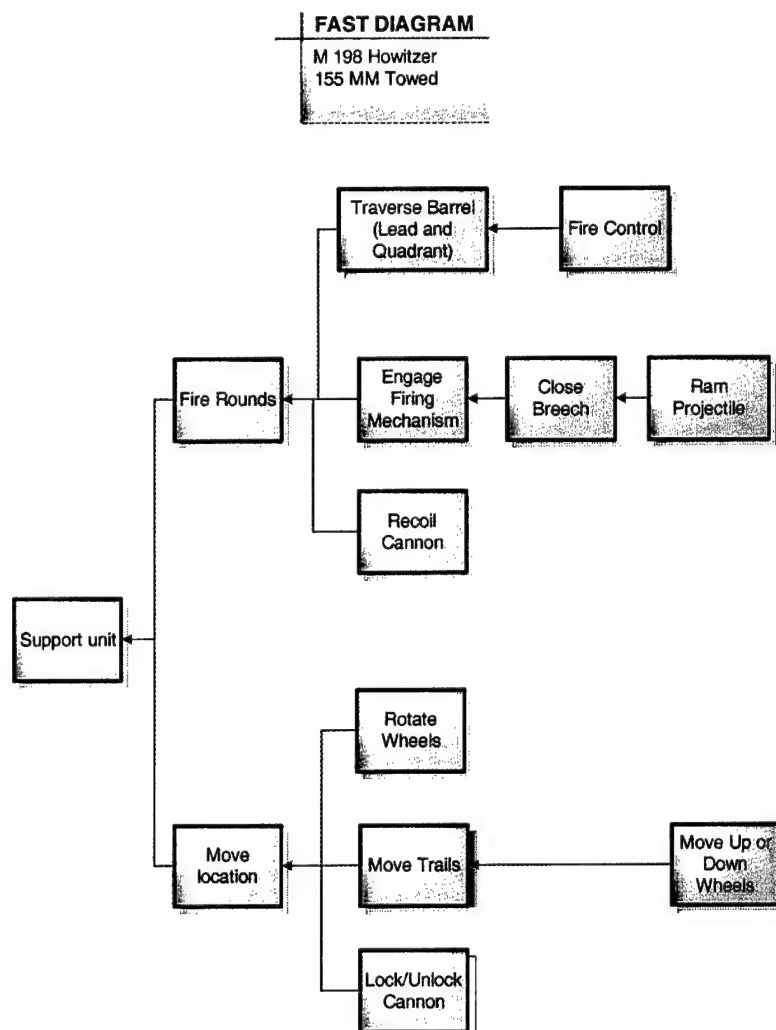 FAST DIAGRAM
M 198 Howitzer
155 MM Towed
Traverse Barrel
(Lead and
Quadrant)
Fire Control
Fire Rounds
Engage
Firing
Mechanism
Close
Breech
Ram
Projectile
Recoil
Cannon
Support unit
Rotate
Wheels
Move
location
Move Trails
Move Up or
Down
Wheels
Lock/Unlock
Cannon